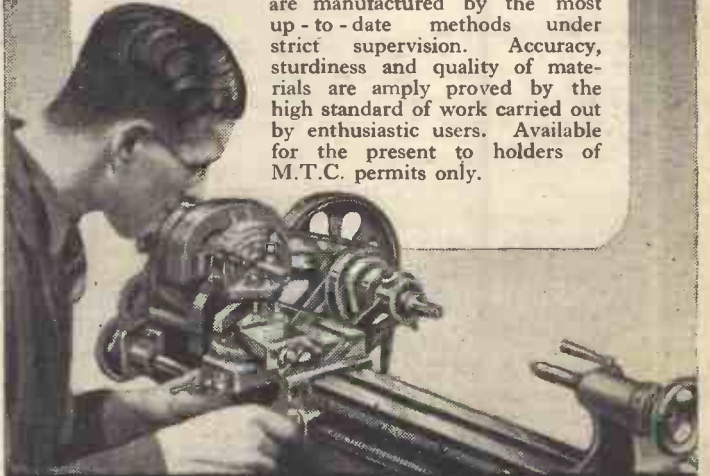 are manufactured by the most
up - to - date methods under
strict supervision. Accuracy,
sturdiness and quality of mate-
rials are amply proved by the
high standard of work carried out
by enthusiastic users. Available
for the present to holders of
M.T.C. permits only.